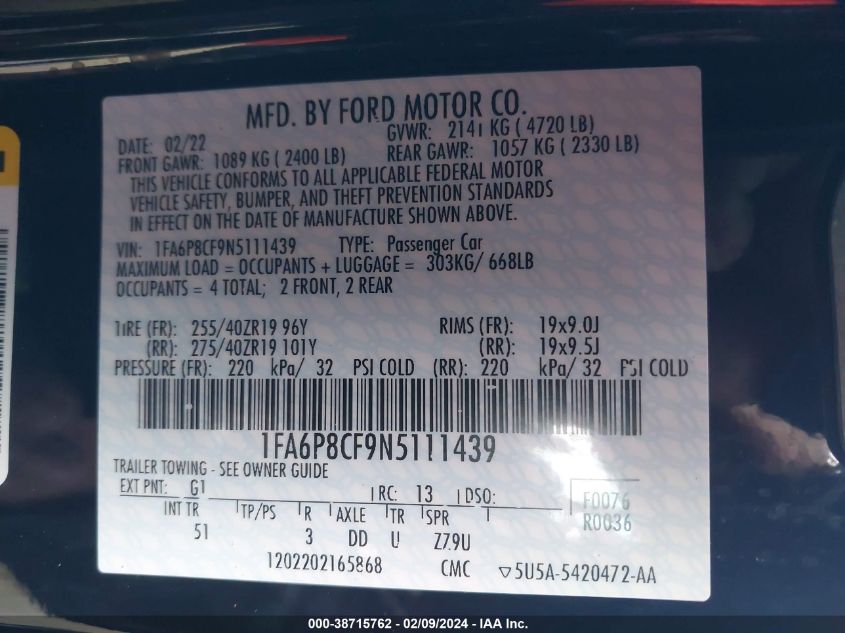 MFD. BY FORD MOTOR CO.
DATE: 02/22 GVWR: 2141 KG ( 4720 LB)
FRONT GAWR: 1089 KG ( 2400 LB) REAR GAWR: 1057 KG ( 2330 LB)
THIS VEHICLE CONFORMS TO ALL APPLICABLE FEDERAL MOTOR
VEHICLE SAFETY, BUMPER, AND THEFT PREVENTION STANDARDS
IN EFFECT ON THE DATE OF MANUFACTURE SHOWN ABOVE.
VIN: 1FA6P8CF9N5111439 TYPE: Passenger Car
MAXIMUM LOAD = OCCUPANTS + LUGGAGE = 303KG/ 668LB
OCCUPANTS = 4 TOTAL; 2 FRONT, 2 REAR
TIRE (FR): 255/40ZR19 96Y RIMS (FR): 19x9.0J
(RR): 275/40ZR19 101Y (RR): 19x9.5J
PRESSURE (FR): 220 kPa/ 32 PSI COLD (RR): 220 kPa/ 32 PSI COLD
1FA6P8CF9N5111439
TRAILER TOWING - SEE OWNER GUIDE
EXT PNT: G1 RC: 13 DSO: F0076
INT TR TP/PS R AXLE TR SPR R0036
51 3 DD U Z79U
1202202165868 CMC ▽5U5A-5420472-AA
000-38715762 - 02/09/2024 - IAA Inc.